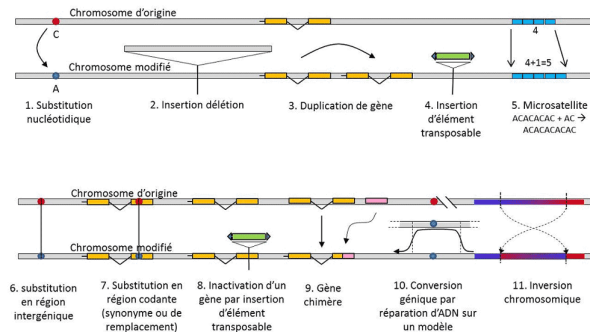 Chromosome d'origine
C
4
Chromosome modifié
4+1=5
A
1. Substitution
nucléotidique
2. Insertion délétion
3. Duplication de gène
4. Insertion
d'élément
transposable
5. Microsatellite
ACACACAC + AC →
ACACACACAC
Chromosome d'origine
Chromosome modifié
6. substitution
en région
intergénique
7. Substitution en
région codante
(synonyme ou de
remplacement)
8. Inactivation d'un
gène par insertion
d'élément
transposable
9. Gène
chimère
10. Conversion
génique par
réparation d'ADN sur
un modèle
11. Inversion
chromosomique